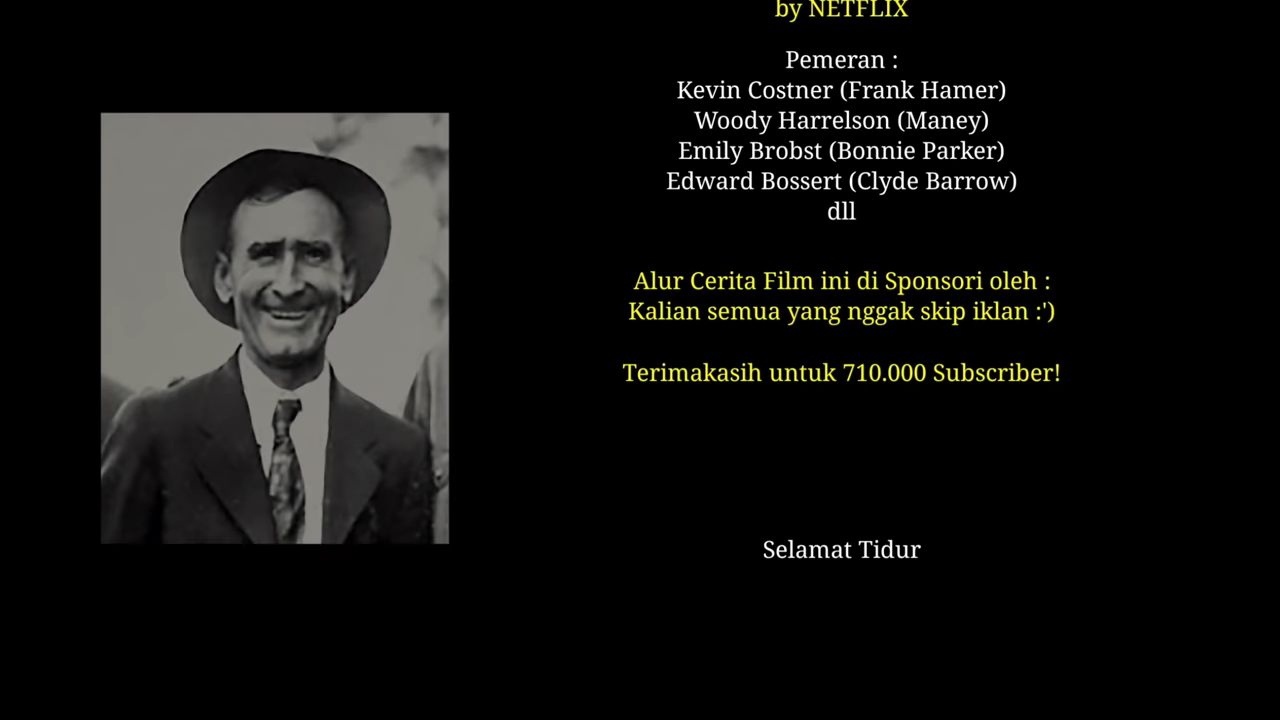 by NETFLIX
Pemeran :
Kevin Costner (Frank Hamer)
Woody Harrelson (Maney)
Emily Brobst (Bonnie Parker)
Edward Bossert (Clyde Barrow)
dll
Alur Cerita Film ini di Sponsori oleh :
Kalian semua yang nggak skip iklan :')
Terimakasih untuk 710.000 Subscriber!
Selamat Tidur